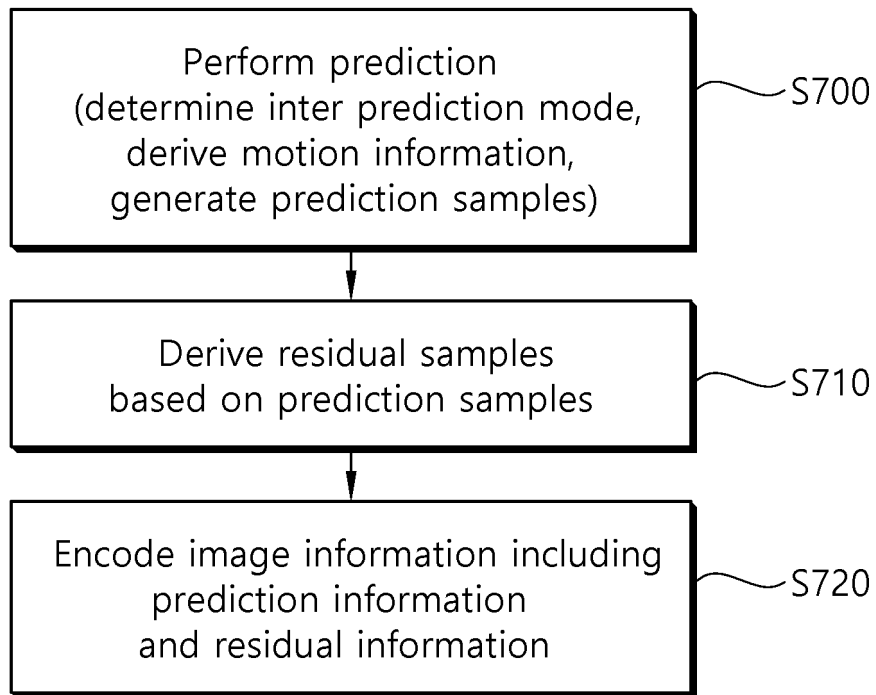 Perform prediction
(determine inter prediction mode,
derive motion information,
generate prediction samples)
S700
Derive residual samples
based on prediction samples
S710
Encode image information including
prediction information
and residual information
S720